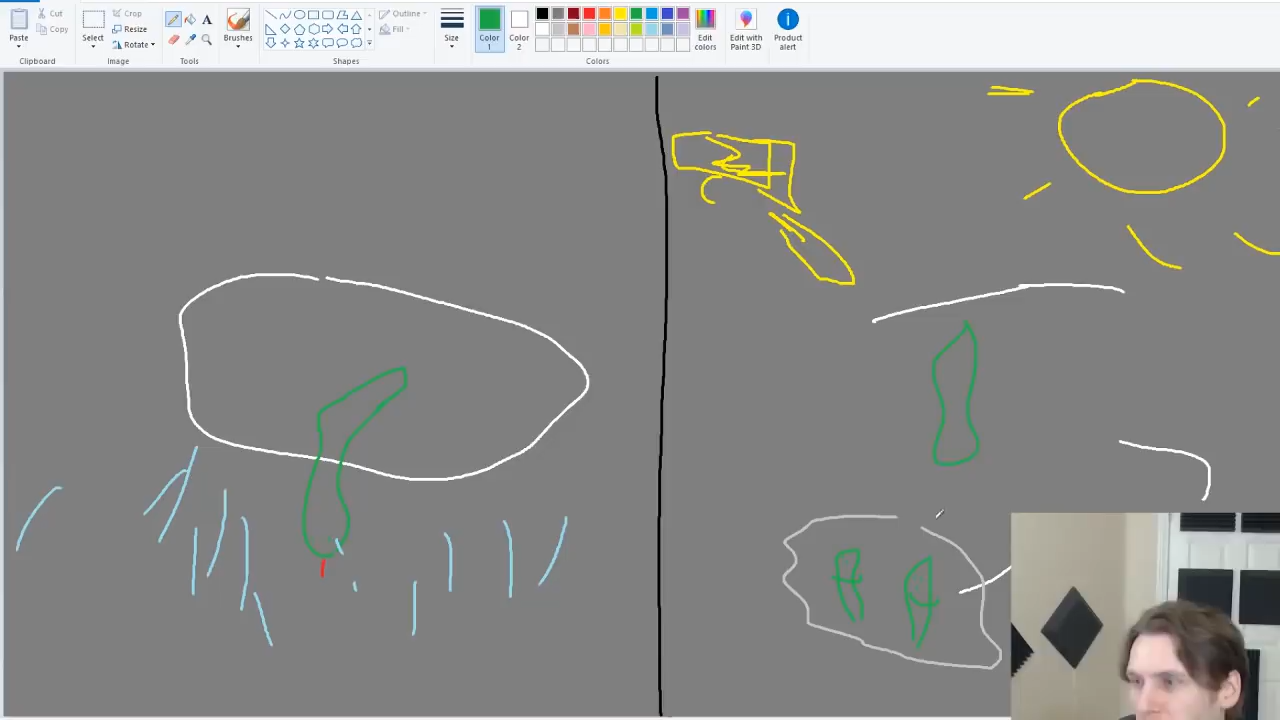 Paste
Cut
Copy
Clipboard
Select
Crop
Resize
Rotate
Image
A
Tools
Brushes
Outline
Fill
Shapes
Size
Color
1
Color
2
Edit
colors
Colors
Edit with
Paint 3D
Product
alert